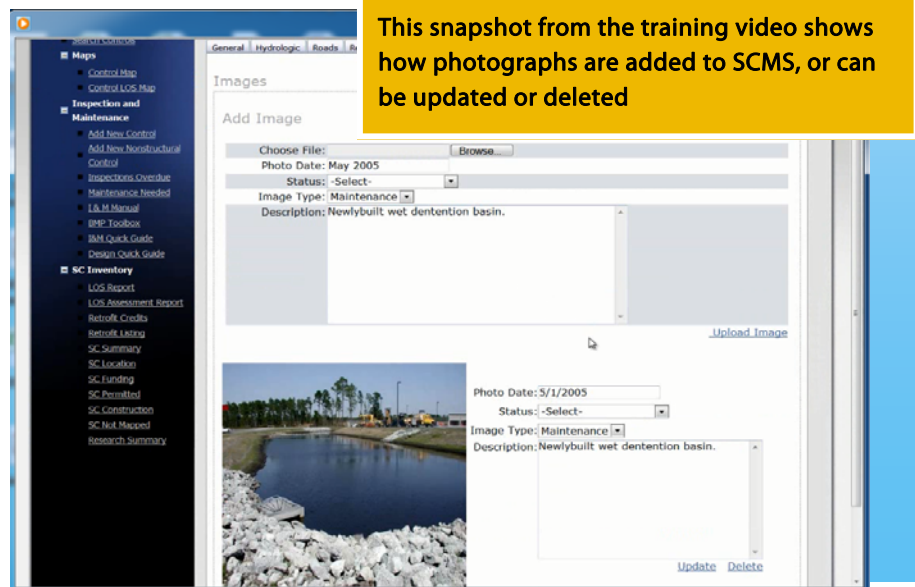 This snapshot from the training video shows
how photographs are added to SCMS, or can
be updated or deleted
Search Controls
Maps
Control Map
Control LOS Map
Inspection and
Maintenance
Add New Control
Add New Nonstructural
Control
Inspections Overdue
Maintenance Needed
I & M Manual
BMP Toolbox
I&M Quick Guide
Design Quick Guide
SC Inventory
LOS Report
LOS Assessment Report
Retrofit Credits
Retrofit Listing
SC Summary
SC Location
SC Funding
SC Permitted
SC Construction
SC Not Mapped
Research Summary
General Hydrologic Roads
Images
Add Image
Choose File: Browse...
Photo Date: May 2005
Status: -Select-
Image Type: Maintenance
Description: Newlybuilt wet dentention basin.
Upload Image
Photo Date: 5/1/2005
Status: -Select-
Image Type: Maintenance
Description: Newlybuilt wet dentention basin.
Update Delete